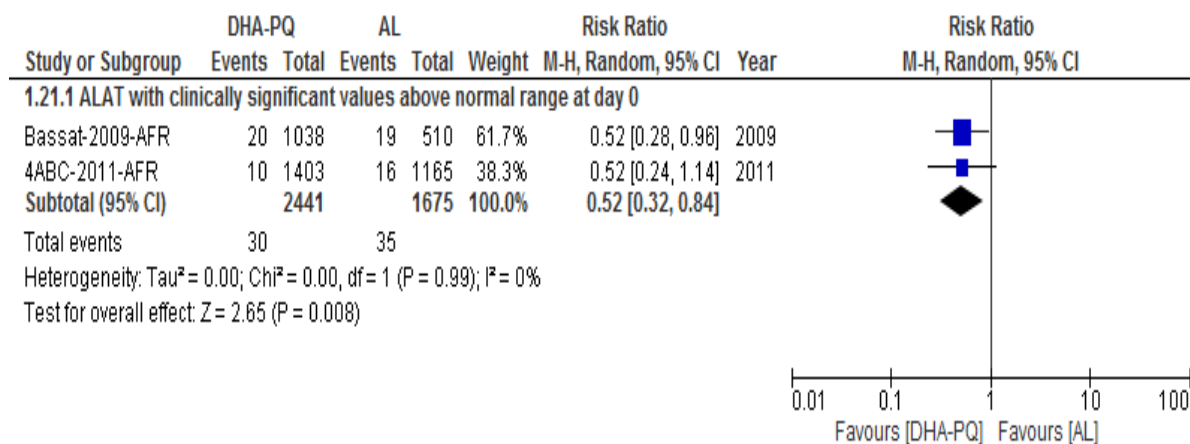 DHA-PQ AL Risk Ratio Risk Ratio
Study or Subgroup Events Total Events Total Weight M-H, Random, 95% CI Year M-H, Random, 95% CI
1.21.1 ALAT with clinically significant values above normal range at day 0
Bassat-2009-AFR 20 1038 19 510 61.7% 0.52 [0.28, 0.96] 2009
4ABC-2011-AFR 10 1403 16 1165 38.3% 0.52 [0.24, 1.14] 2011
Subtotal (95% CI) 2441 1675 100.0% 0.52 [0.32, 0.84]
Total events 30 35
Heterogeneity: Tau² = 0.00; Chi² = 0.00, df = 1 (P = 0.99); I² = 0%
Test for overall effect: Z = 2.65 (P = 0.008)
0.01 0.1 1 10 100
Favours [DHA-PQ] Favours [AL]